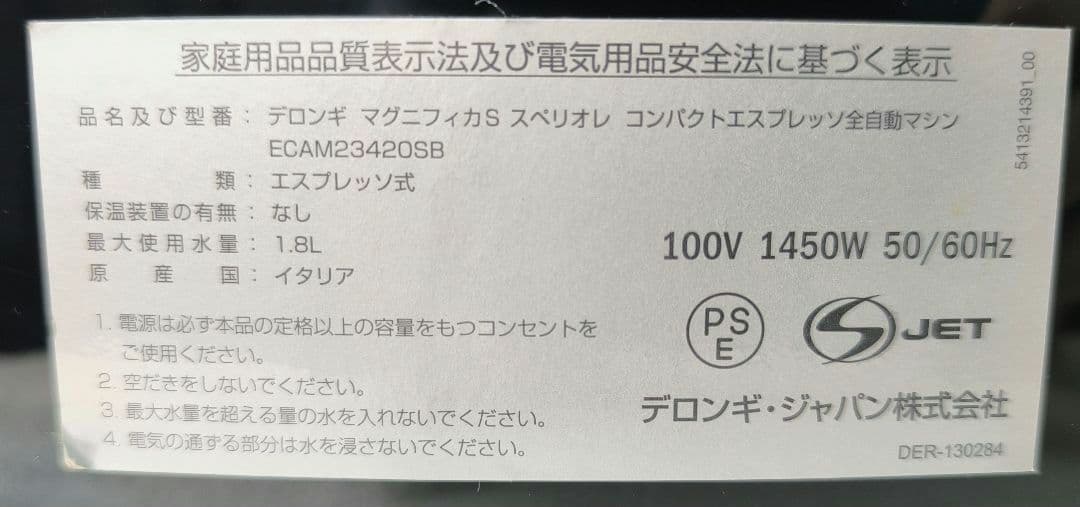 家庭用品品質表示法及び電気用品安全法に基づく表示
品名及び型番： デロンギ マグニフィカS スペリオレ コンパクトエスプレッソ全自動マシン
ECAM23420SB
種類： エスプレッソ式
保温装置の有無： なし
最大使用水量： 1.8L
原産国： イタリア
1. 電源は必ず本品の定格以上の容量をもつコンセントを
ご使用ください。
2. 空だきをしないでください。
3. 最大水量を超える量の水を入れないでください。
4. 電気の通ずる部分は水を浸さないでください。
100V 1450W 50/60Hz
PS
E
S JET
デロンギ・ジャパン株式会社
DER-130284
5413214391_00